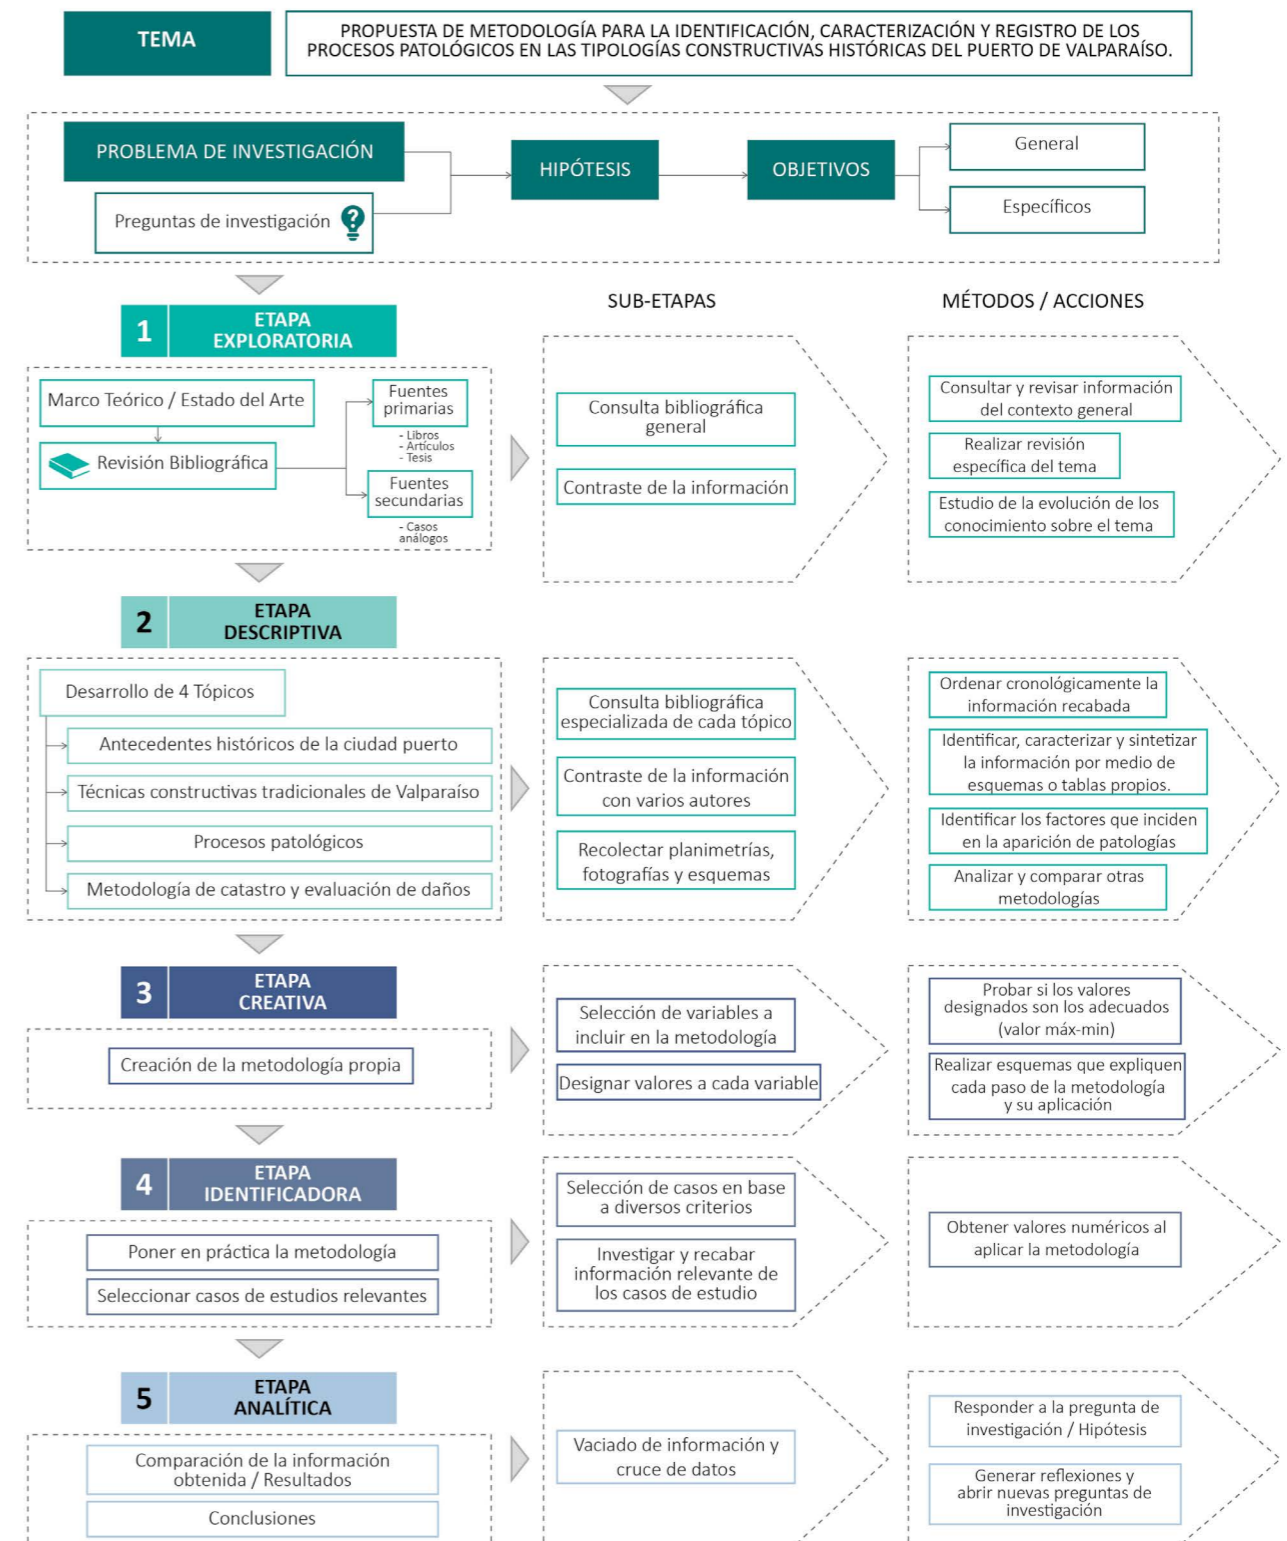 TEMA
PROPUESTA DE METODOLOGÍA PARA LA IDENTIFICACIÓN, CARACTERIZACIÓN Y REGISTRO DE LOS
PROCESOS PATOLÓGICOS EN LAS TIPOLOGÍAS CONSTRUCTIVAS HISTÓRICAS DEL PUERTO DE VALPARAÍSO.
PROBLEMA DE INVESTIGACIÓN
Preguntas de investigación
?
HIPÓTESIS
OBJETIVOS
General
Específicos
SUB-ETAPAS
MÉTODOS / ACCIONES
1
ETAPA
EXPLORATORIA
Marco Teórico / Estado del Arte
Revisión Bibliográfica
Fuentes
primarias
- Libros
- Artículos
- Tesis
Fuentes
secundarias
- Casos
análogos
Consulta bibliográfica
general
Contraste de la información
Consultar y revisar información
del contexto general
Realizar revisión
específica del tema
Estudio de la evolución de los
conocimiento sobre el tema
2
ETAPA
DESCRIPTIVA
Desarrollo de 4 Tópicos
Antecedentes históricos de la ciudad puerto
Técnicas constructivas tradicionales de Valparaíso
Procesos patológicos
Metodología de catastro y evaluación de daños
Consulta bibliográfica
especializada de cada tópico
Contraste de la información
con varios autores
Recolectar planimetrías,
fotografías y esquemas
Ordenar cronológicamente la
información recabada
Identificar, caracterizar y sintetizar
la información por medio de
esquemas o tablas propios.
Identificar los factores que inciden
en la aparición de patologías
Analizar y comparar otras
metodologías
3
ETAPA
CREATIVA
Creación de la metodología propia
Selección de variables a
incluir en la metodología
Designar valores a cada variable
Probar si los valores
designados son los adecuados
(valor máx-min)
Realizar esquemas que expliquen
cada paso de la metodología
y su aplicación
4
ETAPA
IDENTIFICADORA
Poner en práctica la metodología
Seleccionar casos de estudios relevantes
Selección de casos en base
a diversos criterios
Investigar y recabar
información relevante de
los casos de estudio
Obtener valores numéricos al
aplicar la metodología
5
ETAPA
ANALÍTICA
Comparación de la información
obtenida / Resultados
Conclusiones
Vaciado de información y
cruce de datos
Responder a la pregunta de
investigación / Hipótesis
Generar reflexiones y
abrir nuevas preguntas de
investigación